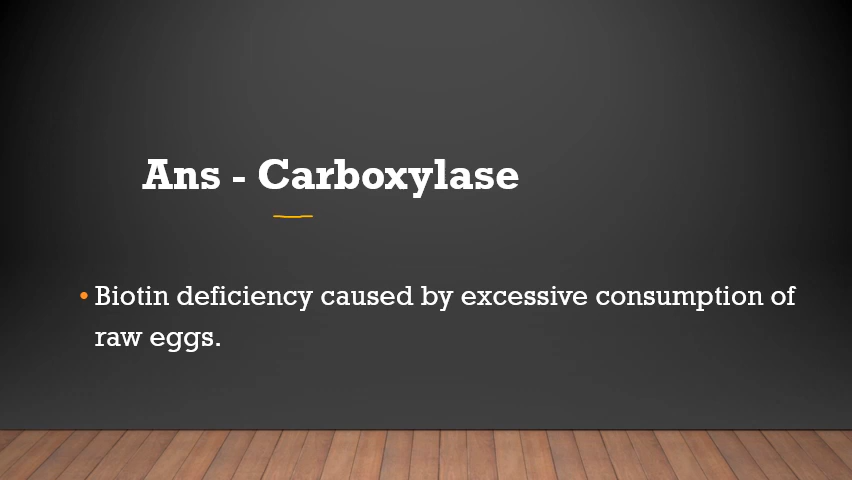 Ans - Carboxylase
• Biotin deficiency caused by excessive consumption of
raw eggs.